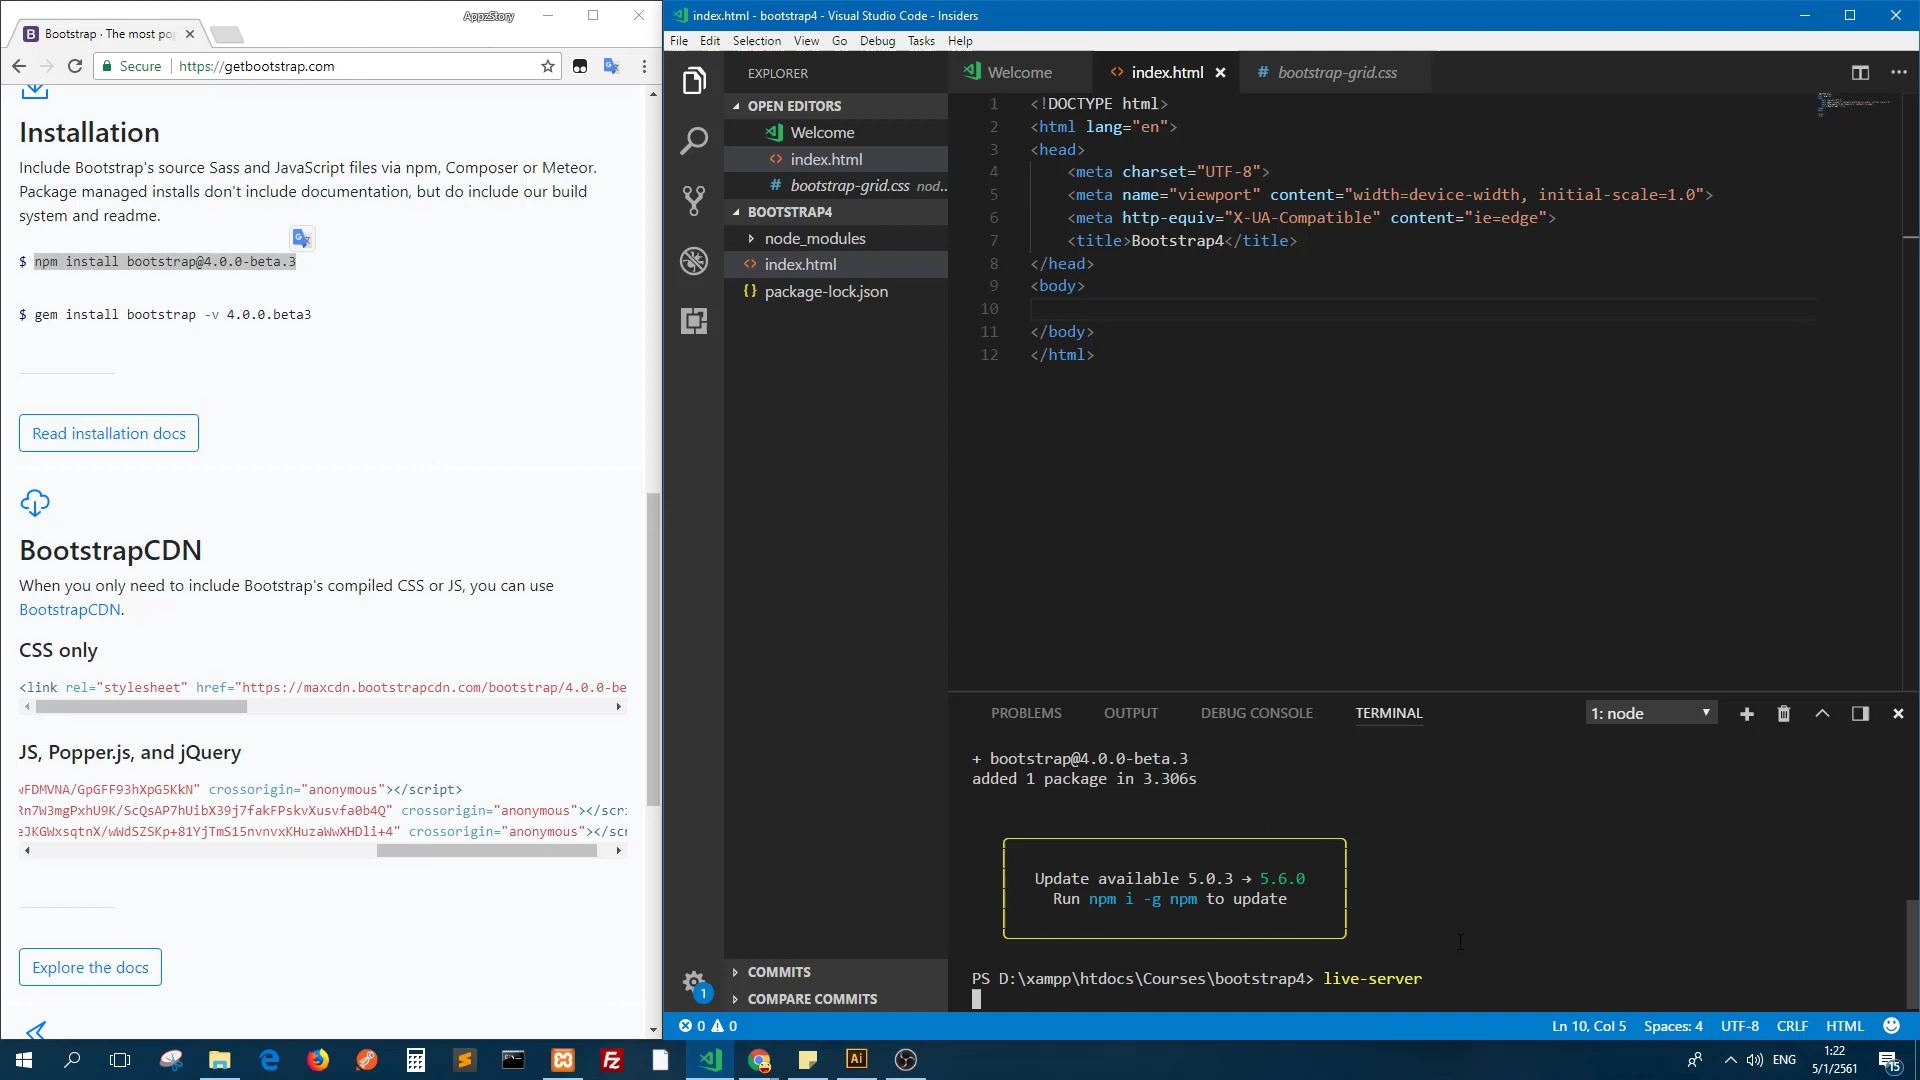 AppzStory
Bootstrap · The most po
Secure
https://getbootstrap.com
Installation
Include Bootstrap's source Sass and JavaScript files via npm, Composer or Meteor.
Package managed installs don't include documentation, but do include our build
system and readme.
$ npm install bootstrap@4.0.0-beta.3
$ gem install bootstrap -v 4.0.0.beta3
Read installation docs
BootstrapCDN
When you only need to include Bootstrap's compiled CSS or JS, you can use
BootstrapCDN.
CSS only
<link rel="stylesheet" href="https://maxcdn.bootstrapcdn.com/bootstrap/4.0.0-be
JS, Popper.js, and jQuery
vFDMVNA/GpGFF93hXpG5KkN" crossorigin="anonymous"></script>
Rn7W3mgPxhU9K/ScQsAP7hUibX39j7fakFPskvXusvfa0b4Q" crossorigin="anonymous"></scri
eJKGWxsqtnX/wWdSZSKp+81YjTmS15nvnvxKHuzaWwXHDli+4" crossorigin="anonymous"></scr
Explore the docs
index.html - bootstrap4 - Visual Studio Code - Insiders
File Edit Selection View Go Debug Tasks Help
EXPLORER
OPEN EDITORS
Welcome
index.html
# bootstrap-grid.css nod...
BOOTSTRAP4
node_modules
index.html
{} package-lock.json
COMMITS
COMPARE COMMITS
Welcome
index.html
# bootstrap-grid.css
1 <!DOCTYPE html>
2 <html lang="en">
3 <head>
4 <meta charset="UTF-8">
5 <meta name="viewport" content="width=device-width, initial-scale=1.0">
6 <meta http-equiv="X-UA-Compatible" content="ie=edge">
7 <title>Bootstrap4</title>
8 </head>
9 <body>
10
11 </body>
12 </html>
PROBLEMS OUTPUT DEBUG CONSOLE TERMINAL
1: node
+ bootstrap@4.0.0-beta.3
added 1 package in 3.306s
Update available 5.0.3 → 5.6.0
Run npm i -g npm to update
PS D:\xampp\htdocs\Courses\bootstrap4> live-server
1
0 0
Ln 10, Col 5 Spaces: 4 UTF-8 CRLF HTML
Ai
ENG
1:22
5/1/2561
15